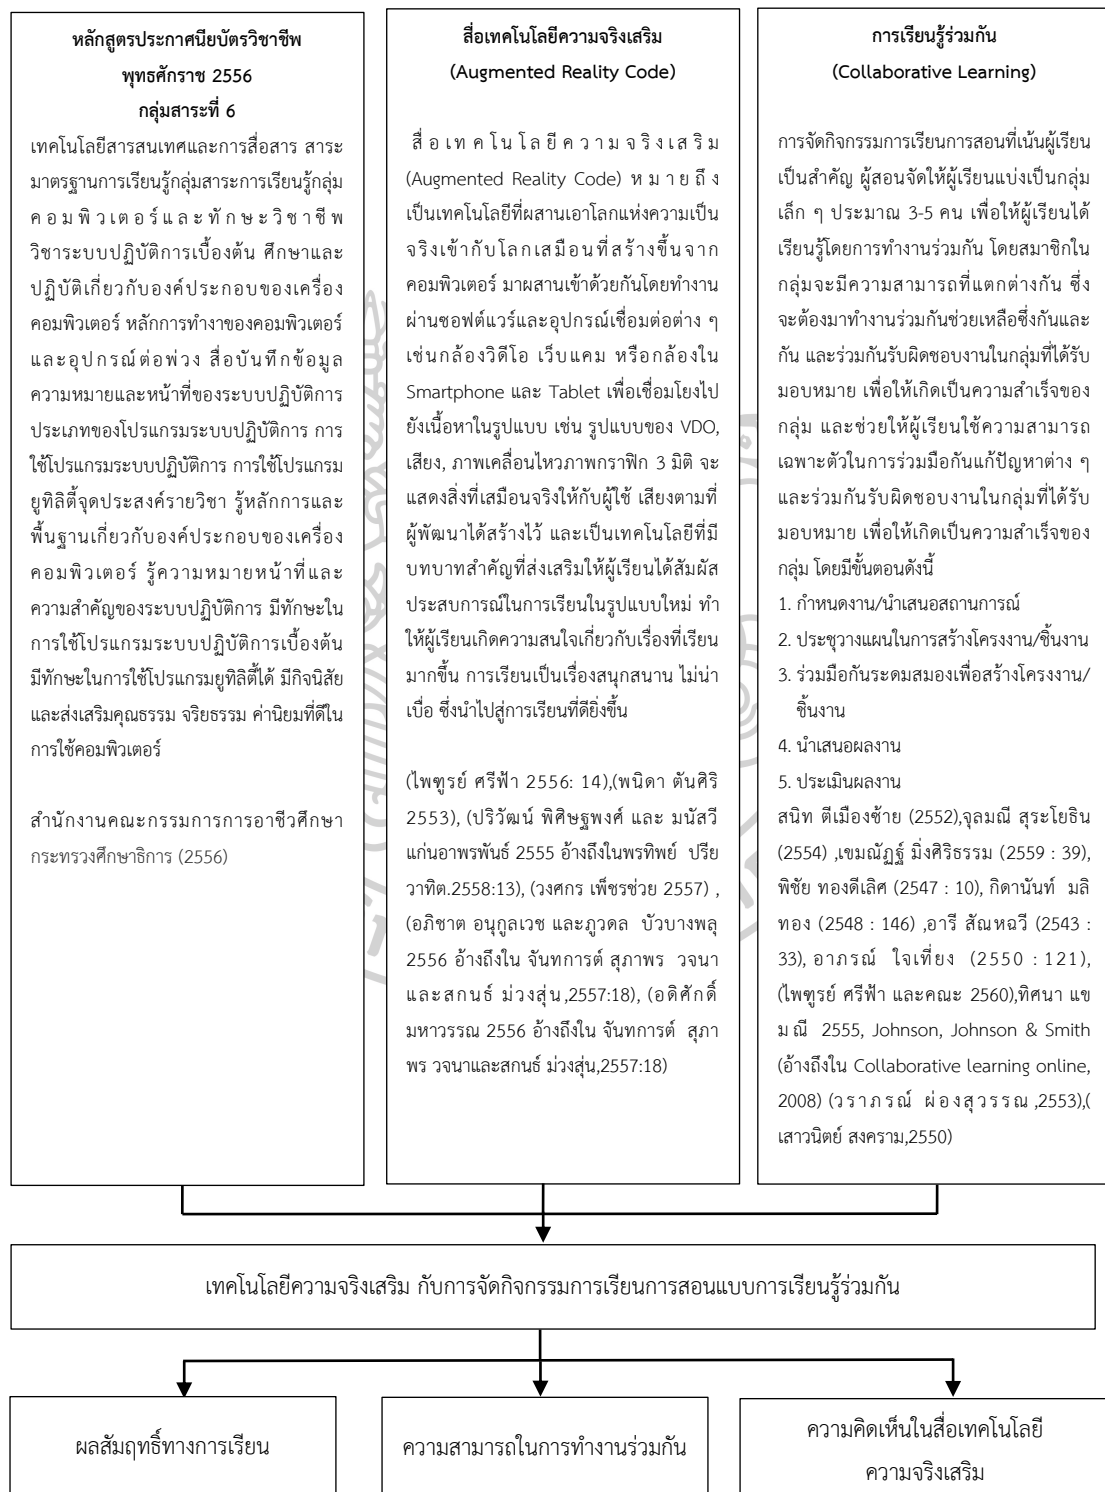 หลักสูตรประกาศนียบัตรวิชาชีพ
พุทธศักราช 2556
กลุ่มสาระที่ 6
เทคโนโลยีสารสนเทศและการสื่อสาร สาระ
มาตรฐานการเรียนรู้กลุ่มสาระการเรียนรู้กลุ่ม
คอมพิวเตอร์และทักษะวิชาชีพ
วิชาระบบปฏิบัติการเบื้องต้น ศึกษาและ
ปฏิบัติเกี่ยวกับองค์ประกอบของเครื่อง
คอมพิวเตอร์ หลักการทำงาของคอมพิวเตอร์
และอุปกรณ์ต่อพ่วง สื่อบันทึกข้อมูล
ความหมายและหน้าที่ของระบบปฏิบัติการ
ประเภทของโปรแกรมระบบปฏิบัติการ การ
ใช้โปรแกรมระบบปฏิบัติการ การใช้โปรแกรม
ยูทิลิตี้จุดประสงค์รายวิชา รู้หลักการและ
พื้นฐานเกี่ยวกับองค์ประกอบของเครื่อง
คอมพิวเตอร์ รู้ความหมายหน้าที่และ
ความสำคัญของระบบปฏิบัติการ มีทักษะใน
การใช้โปรแกรมระบบปฏิบัติการเบื้องต้น
มีทักษะในการใช้โปรแกรมยูทิลิตี้ได้ มีกิจนิสัย
และส่งเสริมคุณธรรม จริยธรรม ค่านิยมที่ดีใน
การใช้คอมพิวเตอร์
สำนักงานคณะกรรมการการอาชีวศึกษา
กระทรวงศึกษาธิการ (2556)
สื่อเทคโนโลยีความจริงเสริม
(Augmented Reality Code)
สื่อเทคโนโลยีความจริงเสริม
(Augmented Reality Code) หมายถึง
เป็นเทคโนโลยีที่ผสานเอาโลกแห่งความเป็น
จริงเข้ากับโลกเสมือนที่สร้างขึ้นจาก
คอมพิวเตอร์ มาผสานเข้าด้วยกันโดยทำงาน
ผ่านซอฟต์แวร์และอุปกรณ์เชื่อมต่อต่าง ๆ
เช่นกล้องวิดีโอ เว็บแคม หรือกล้องใน
Smartphone และ Tablet เพื่อเชื่อมโยงไป
ยังเนื้อหาในรูปแบบ เช่น รูปแบบของ VDO,
เสียง, ภาพเคลื่อนไหวภาพกราฟิก 3 มิติ จะ
แสดงสิ่งที่เสมือนจริงให้กับผู้ใช้ เสียงตามที่
ผู้พัฒนาได้สร้างไว้ และเป็นเทคโนโลยีที่มี
บทบาทสำคัญที่ส่งเสริมให้ผู้เรียนได้สัมผัส
ประสบการณ์ในการเรียนในรูปแบบใหม่ ทำ
ให้ผู้เรียนเกิดความสนใจเกี่ยวกับเรื่องที่เรียน
มากขึ้น การเรียนเป็นเรื่องสนุกสนาน ไม่น่า
เบื่อ ซึ่งนำไปสู่การเรียนที่ดียิ่งขึ้น
(ไพฑูรย์ ศรีฟ้า 2556: 14),(พนิดา ตันศิริ
2553), (ปริวัฒน์ พิศิษฐพงศ์ และ มนัสวี
แก่นอาพรพันธ์ 2555 อ้างถึงในพรทิพย์ ปรีย
วาทิต.2558:13), (วงศกร เพ็ชรช่วย 2557) ,
(อภิชาต อนุกูลเวช และภูวดล บัวบางพลุ
2556 อ้างถึงใน จันทการต์ สุภาพร วจนา
และสกนธ์ ม่วงสุ่น,2557:18), (อดิศักดิ์
มหาวรรณ 2556 อ้างถึงใน จันทการต์ สุภา
พร วจนาและสกนธ์ ม่วงสุ่น,2557:18)
การเรียนรู้ร่วมกัน
(Collaborative Learning)
การจัดกิจกรรมการเรียนการสอนที่เน้นผู้เรียน
เป็นสำคัญ ผู้สอนจัดให้ผู้เรียนแบ่งเป็นกลุ่ม
เล็ก ๆ ประมาณ 3-5 คน เพื่อให้ผู้เรียนได้
เรียนรู้โดยการทำงานร่วมกัน โดยสมาชิกใน
กลุ่มจะมีความสามารถที่แตกต่างกัน ซึ่ง
จะต้องมาทำงานร่วมกันช่วยเหลือซึ่งกันและ
กัน และร่วมกันรับผิดชอบงานในกลุ่มที่ได้รับ
มอบหมาย เพื่อให้เกิดเป็นความสำเร็จของ
กลุ่ม และช่วยให้ผู้เรียนใช้ความสามารถ
เฉพาะตัวในการร่วมมือกันแก้ปัญหาต่าง ๆ
และร่วมกันรับผิดชอบงานในกลุ่มที่ได้รับ
มอบหมาย เพื่อให้เกิดเป็นความสำเร็จของ
กลุ่ม โดยมีขั้นตอนดังนี้
1. กำหนดงาน/นำเสนอสถานการณ์
2. ประชุวางแผนในการสร้างโครงงาน/ชิ้นงาน
3. ร่วมมือกันระดมสมองเพื่อสร้างโครงงาน/
ชิ้นงาน
4. นำเสนอผลงาน
5. ประเมินผลงาน
สนิท ตีเมืองซ้าย (2552),จุลมณี สุระโยธิน
(2554) ,เขมณัฏฐ์ มิ่งศิริธรรม (2559 : 39),
พิชัย ทองดีเลิศ (2547 : 10), กิดานันท์ มลิ
ทอง (2548 : 146) ,อารี สัณหฉวี (2543 :
33), อาภรณ์ ใจเที่ยง (2550 : 121),
(ไพฑูรย์ ศรีฟ้า และคณะ 2560),ทิศนา แข
มณี 2555, Johnson, Johnson & Smith
(อ้างถึงใน Collaborative learning online,
2008) (วราภรณ์ ผ่องสุวรรณ ,2553),(
เสาวนิตย์ สงคราม,2550)
เทคโนโลยีความจริงเสริม กับการจัดกิจกรรมการเรียนการสอนแบบการเรียนรู้ร่วมกัน
ผลสัมฤทธิ์ทางการเรียน
ความสามารถในการทำงานร่วมกัน
ความคิดเห็นในสื่อเทคโนโลยี
ความจริงเสริม